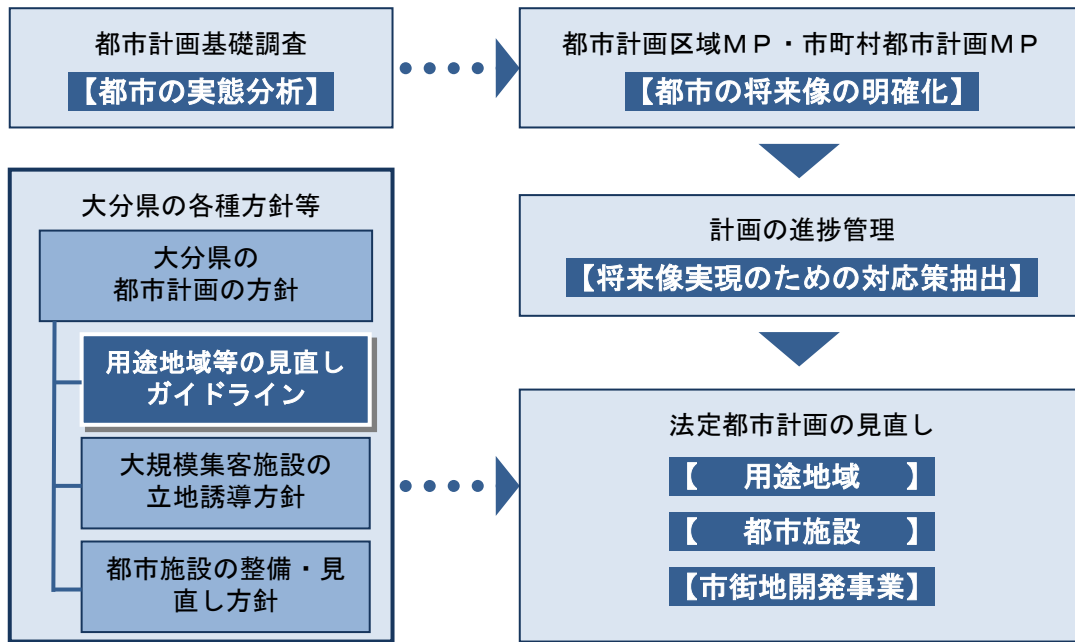 都市計画基礎調査
【都市の実態分析】
都市計画区域ＭＰ・市町村都市計画ＭＰ
【都市の将来像の明確化】
計画の進捗管理
【将来像実現のための対応策抽出】
大分県の各種方針等
大分県の
都市計画の方針
用途地域等の見直し
ガイドライン
大規模集客施設の
立地誘導方針
都市施設の整備・見
直し方針
法定都市計画の見直し
【　用途地域　】
【　都市施設　】
【市街地開発事業】